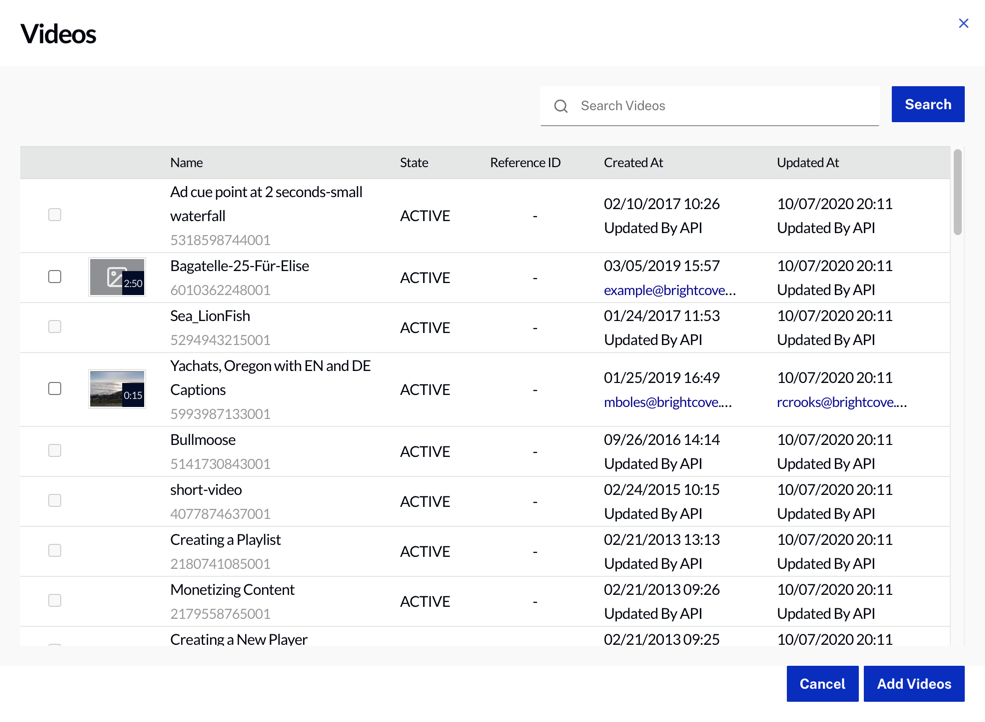 Videos
Search Videos
Search
Name State Reference ID Created At Updated At
Ad cue point at 2 seconds-small
waterfall
5318598744001
ACTIVE
-
02/10/2017 10:26
Updated By API
10/07/2020 20:11
Updated By API
2:50
Bagatelle-25-Für-Elise
6010362248001
ACTIVE
-
03/05/2019 15:57
example@brightcove...
10/07/2020 20:11
Updated By API
Sea_LionFish
5294943215001
ACTIVE
-
01/24/2017 11:53
Updated By API
10/07/2020 20:11
Updated By API
0:15
Yachats, Oregon with EN and DE
Captions
5993987133001
ACTIVE
-
01/25/2019 16:49
mboles@brightcove....
10/07/2020 20:11
rcrooks@brightcove....
Bullmoose
5141730843001
ACTIVE
-
09/26/2016 14:14
Updated By API
10/07/2020 20:11
Updated By API
short-video
4077874637001
ACTIVE
-
02/24/2015 10:15
Updated By API
10/07/2020 20:11
Updated By API
Creating a Playlist
2180741085001
ACTIVE
-
02/21/2013 13:13
Updated By API
10/07/2020 20:11
Updated By API
Monetizing Content
2179558765001
ACTIVE
-
02/21/2013 09:26
Updated By API
10/07/2020 20:11
Updated By API
Creating a New Player
02/21/2013 09:25
10/07/2020 20:11
Cancel
Add Videos